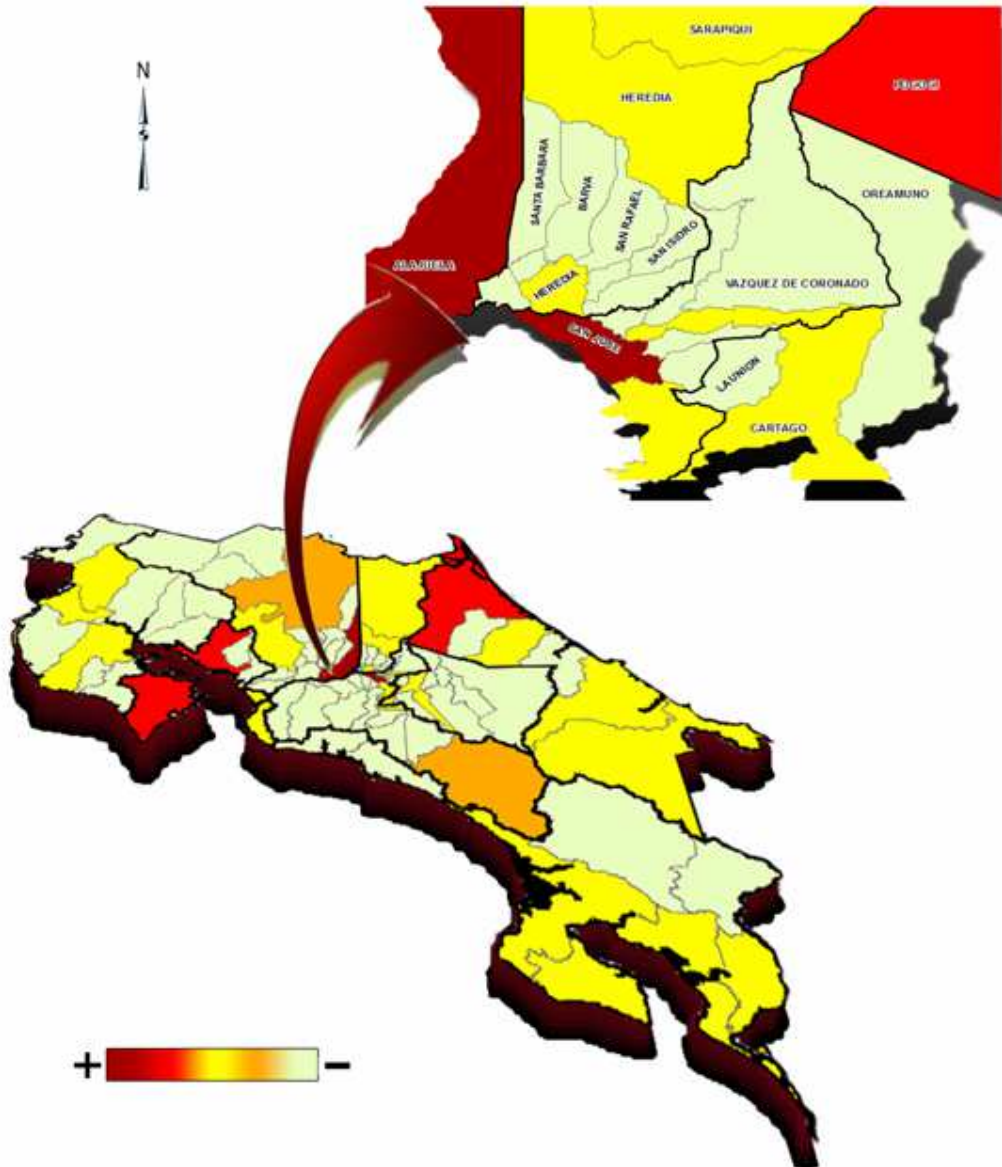 SARAPIQUI
N
HEREDIA
SANTA BARBARA
BARVA
SAN RAFAEL
SAN ISIDRO
OREAMUNO
ALAJUELA
HEREDIA
VAZQUEZ DE CORONADO
SAN JOSE
LA UNION
CARTAGO
+
−